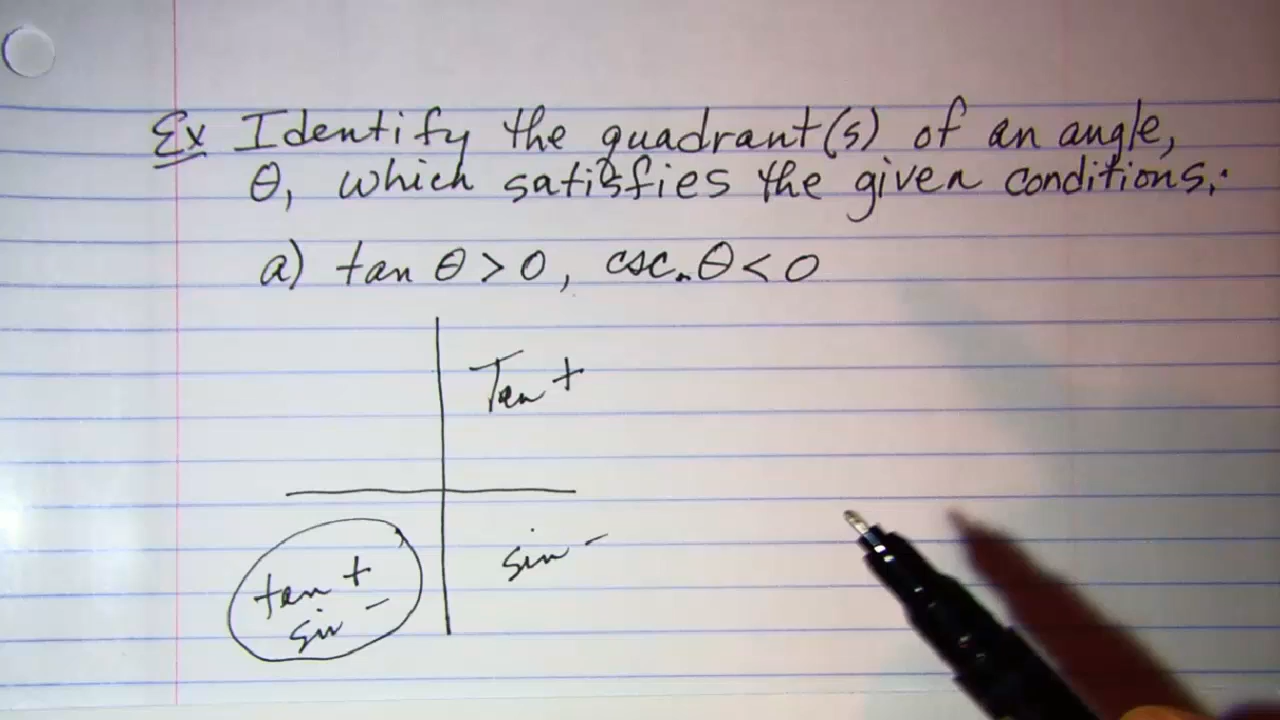 Ex Identify the quadrant(s) of an angle,
θ, which satisfies the given conditions.
a) tan θ > 0, csc θ < 0
Tan +
sin -
tan +
sin -